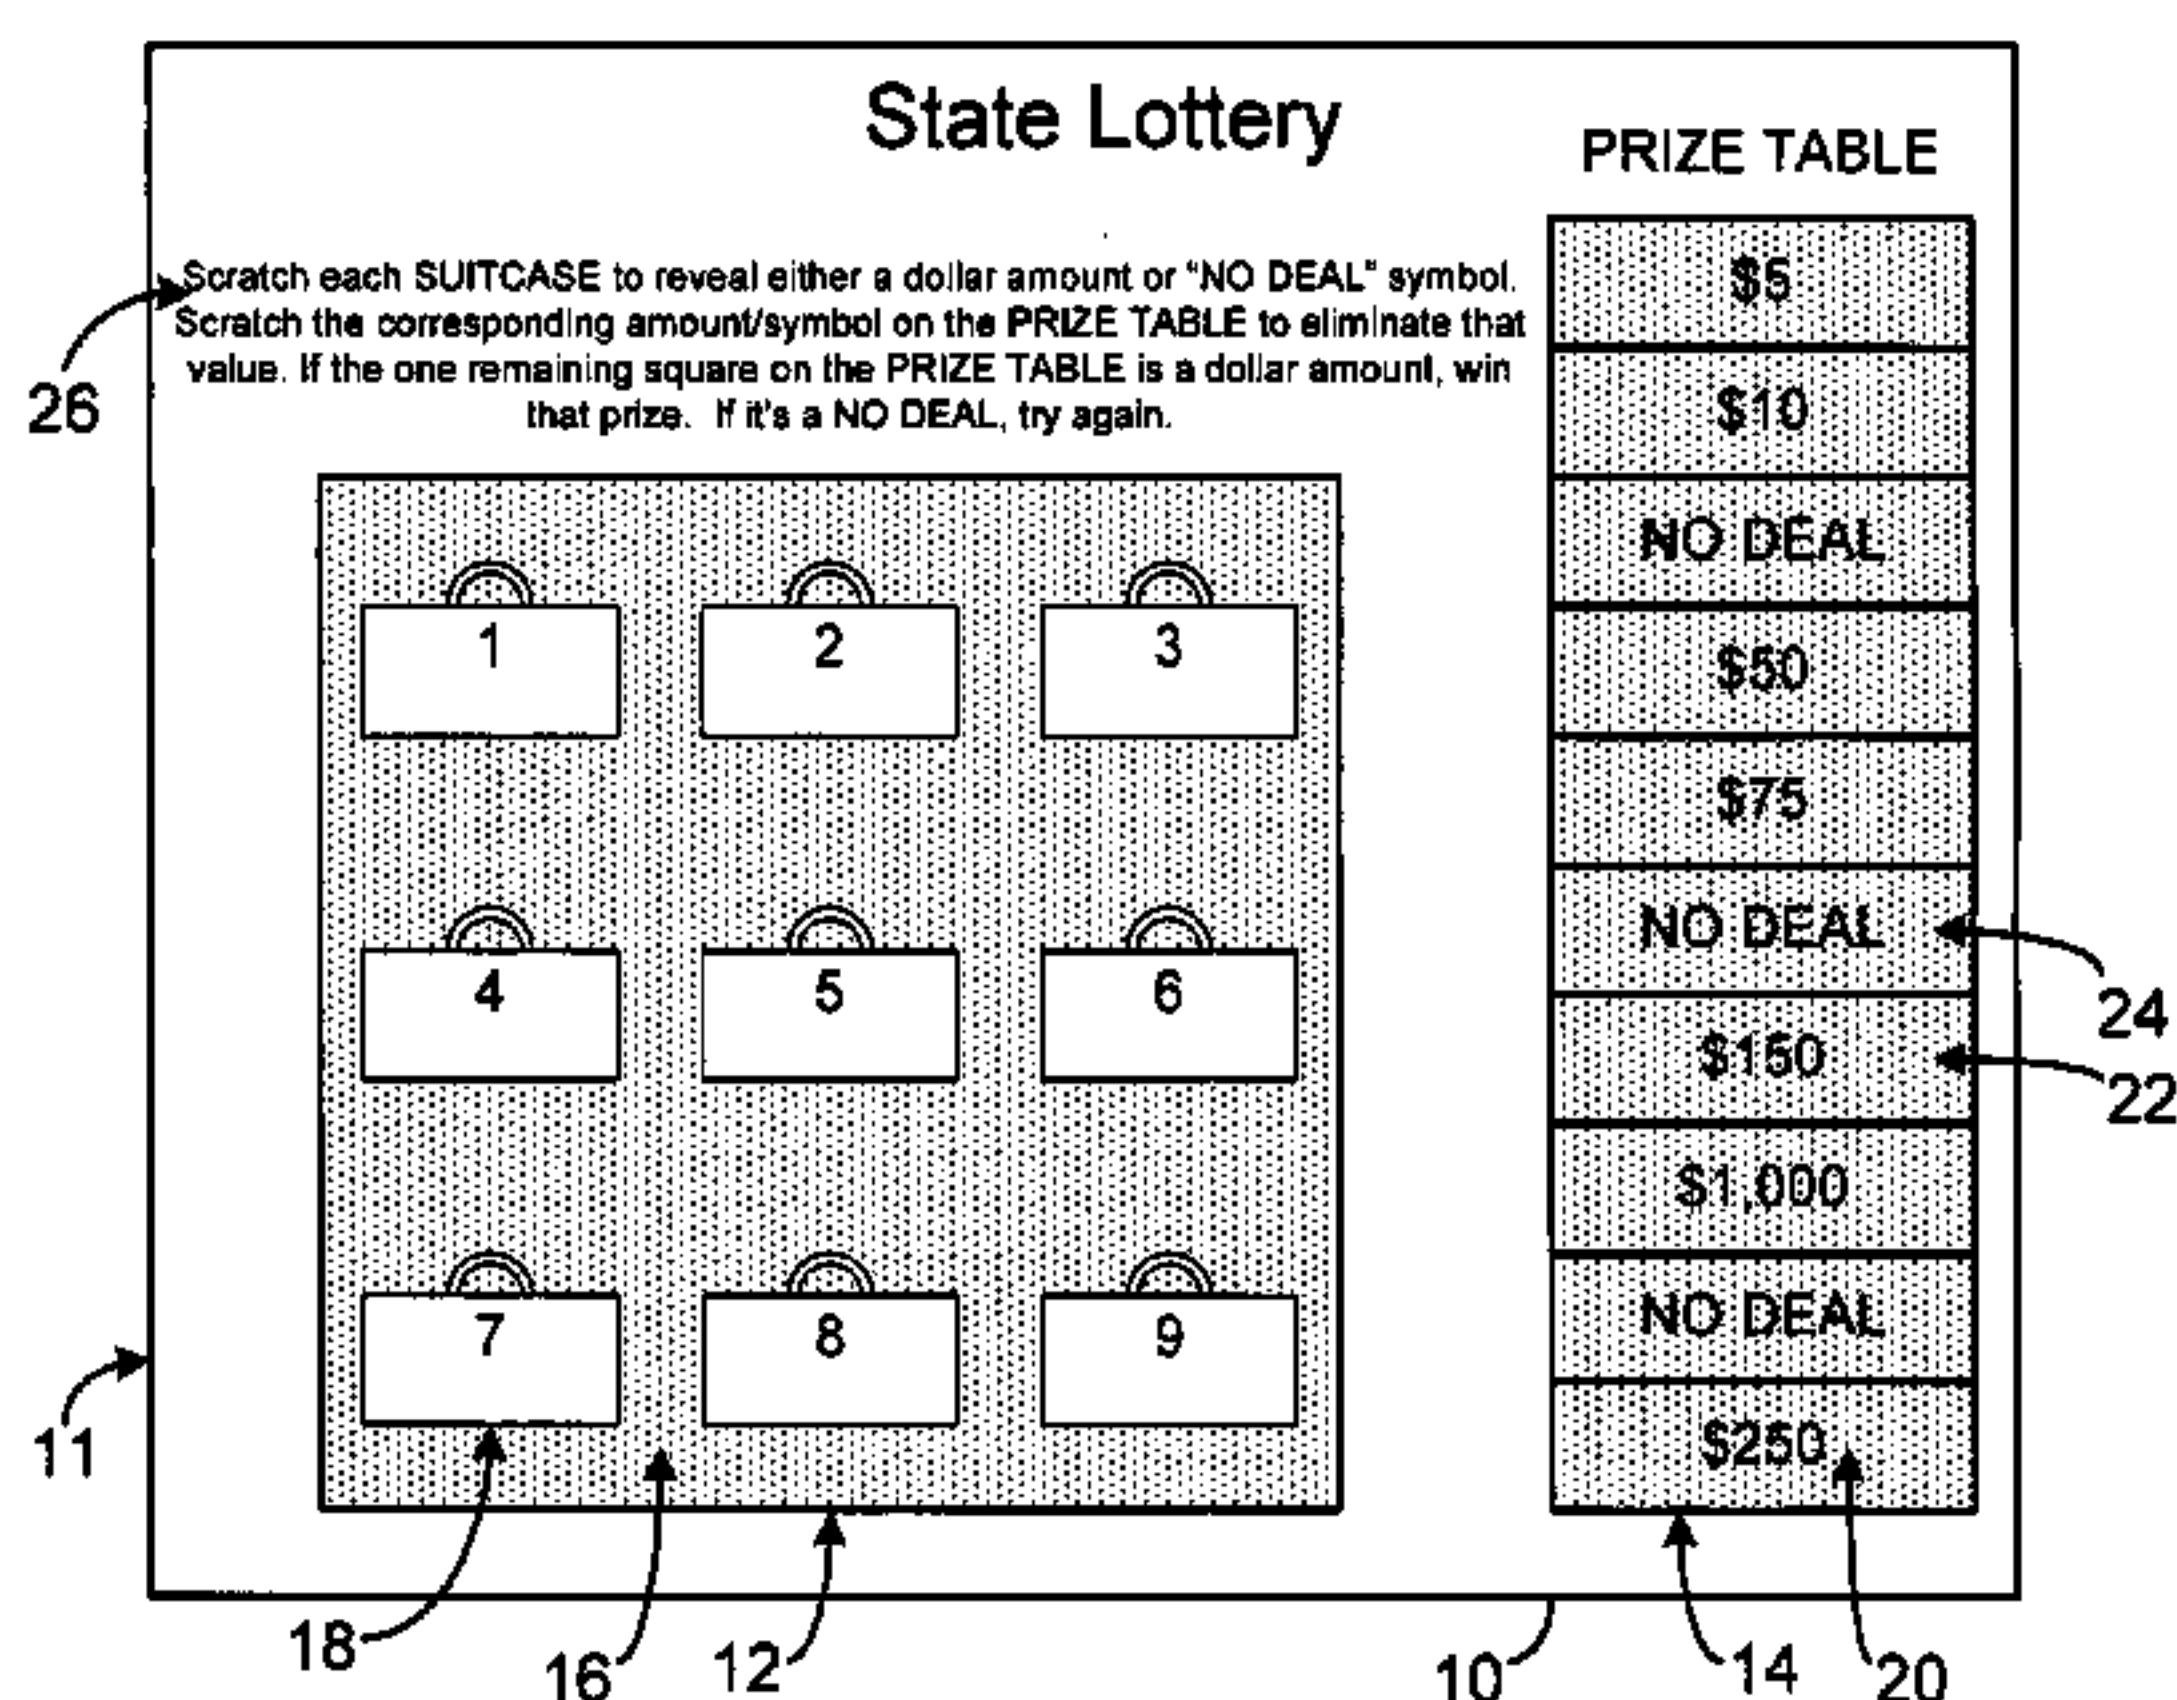 State Lottery
PRIZE TABLE
Scratch each SUITCASE to reveal either a dollar amount or "NO DEAL" symbol.
Scratch the corresponding amount/symbol on the PRIZE TABLE to eliminate that
value. If the one remaining square on the PRIZE TABLE is a dollar amount, win
that prize. If it's a NO DEAL, try again.
26
1 2 3
4 5 6
7 8 9
$5
$10
NO DEAL
$50
$75
NO DEAL
$150
$1,000
NO DEAL
$250
24
22
11
18 16 12 10 14 20